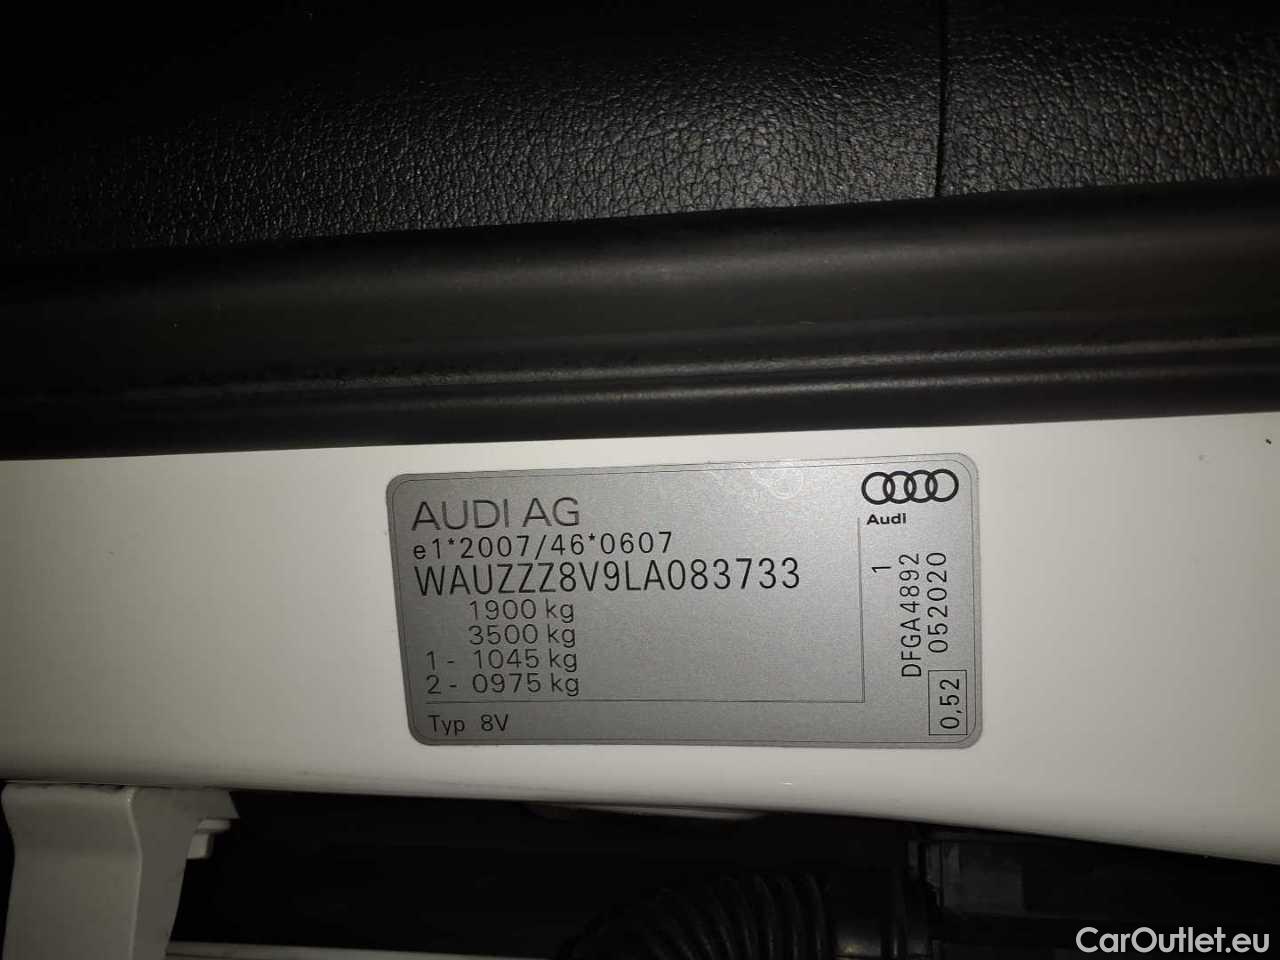 AUDI AG
e1*2007/46*0607
WAUZZZ8V9LA083733
1900 kg
3500 kg
1 - 1045 kg
2 - 0975 kg
Typ 8V
Audi
1
DFGA4892
052020
0,52
CarOutlet.eu